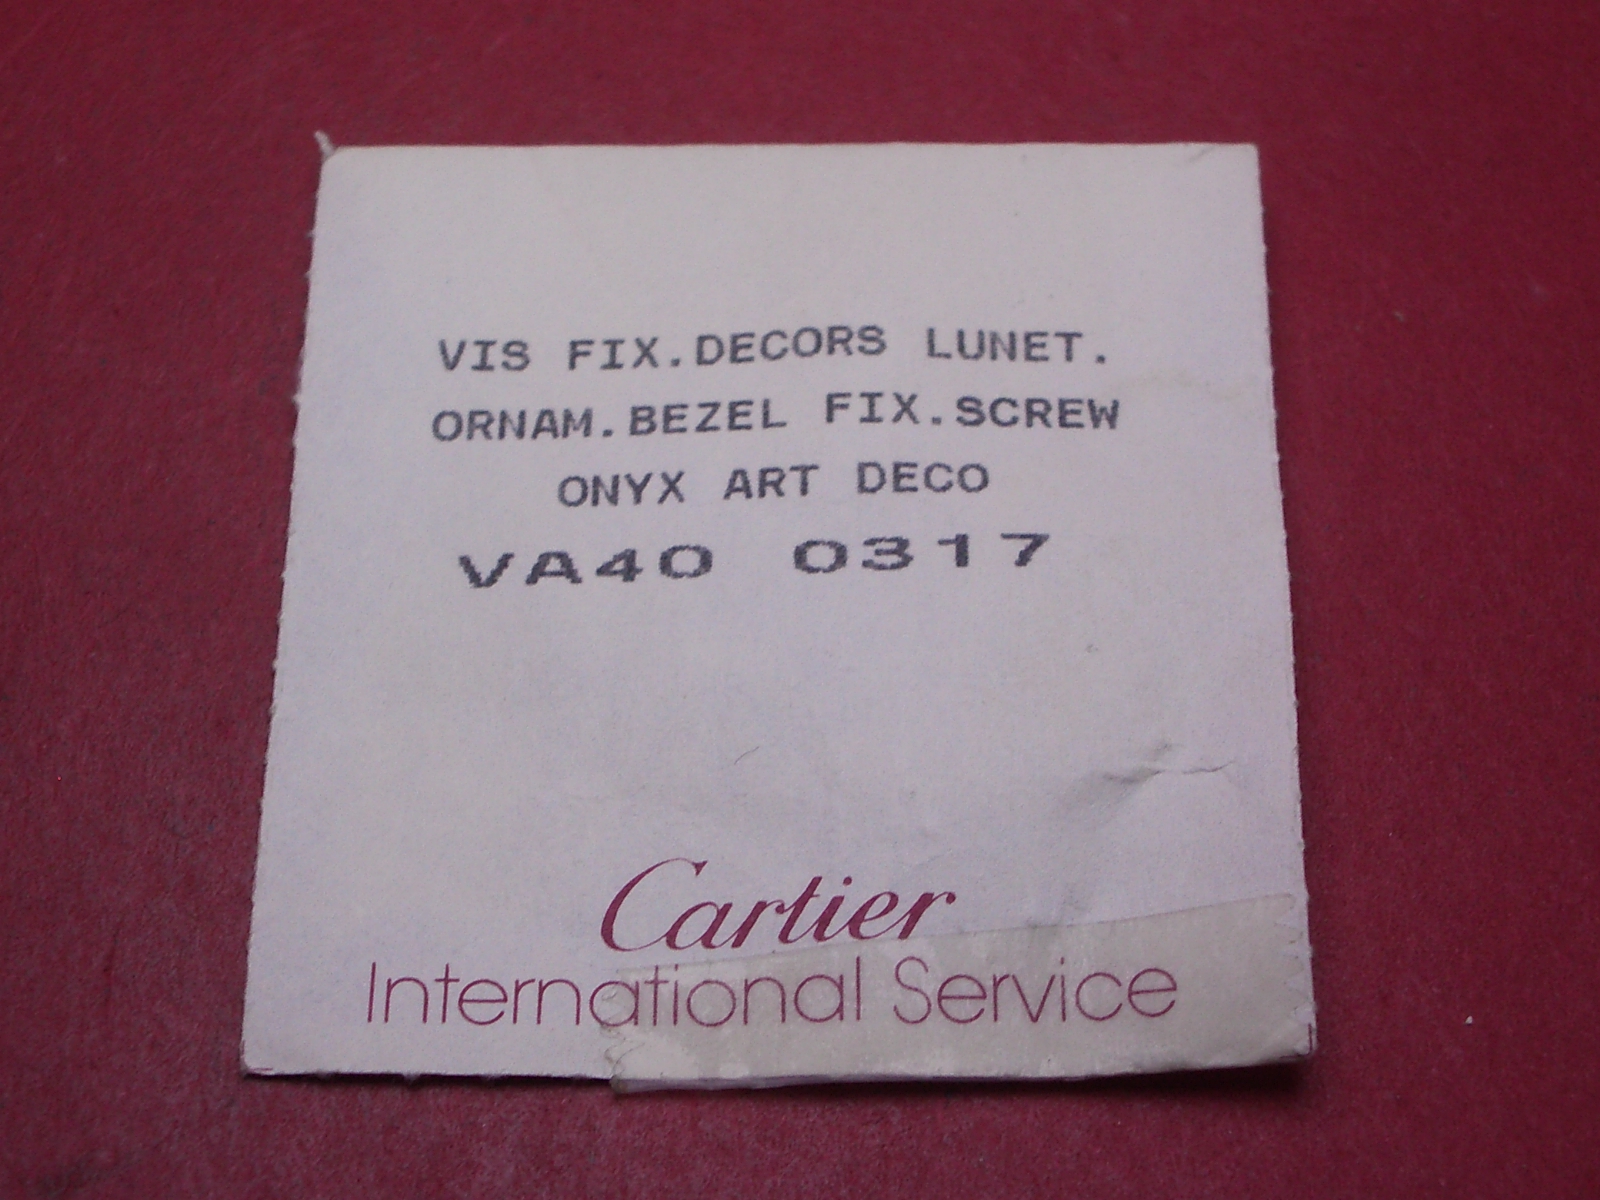 VIS FIX.DECORS LUNET.
ORNAM.BEZEL FIX.SCREW
ONYX ART DECO
VA40 0317
Cartier
International Service